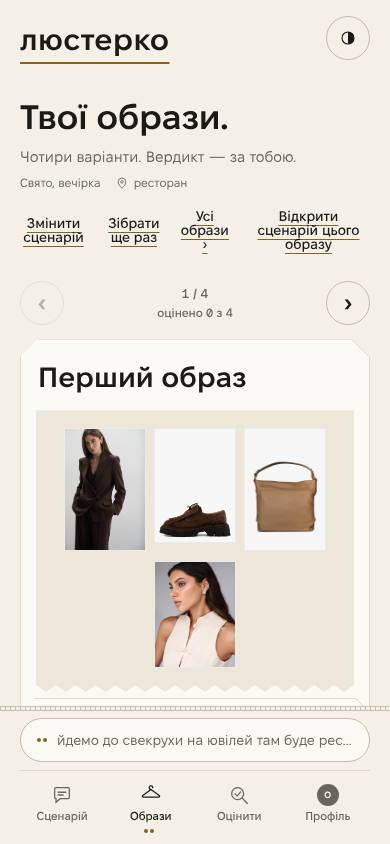 люстерко
Твої образи.
Чотири варіанти. Вердикт — за тобою.
Свято, вечірка ресторан
Змінити
сценарій
Зібрати
ще раз
Усі
образи
›
Відкрити
сценарій цього
образу
‹
1 / 4
оцінено 0 з 4
›
Перший образ
йдемо до свекрухи на ювілей там буде рес...
Сценарій
Образи
Оцінити
О
Профіль